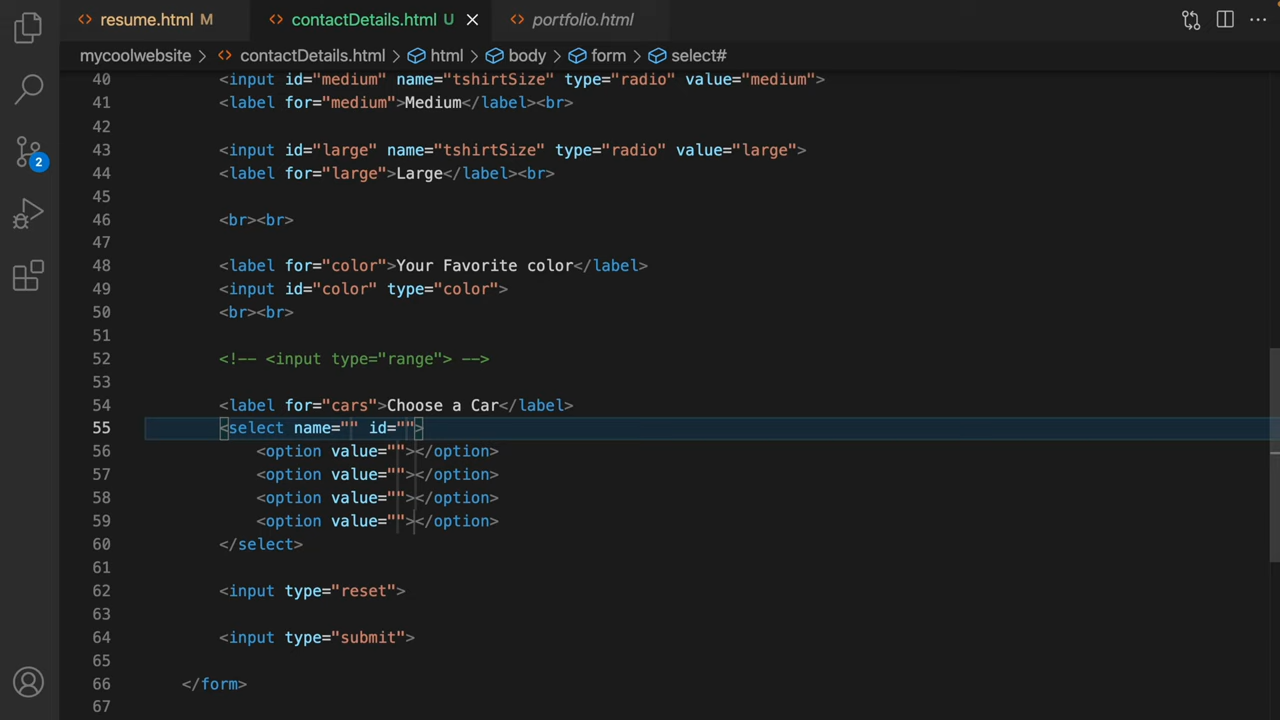 resume.html M contactDetails.html U portfolio.html
mycoolwebsite contactDetails.html html body form select#
40 <input id="medium" name="tshirtSize" type="radio" value="medium">
41 <label for="medium">Medium</label><br>
42
43 <input id="large" name="tshirtSize" type="radio" value="large">
44 <label for="large">Large</label><br>
45
46 <br><br>
47
48 <label for="color">Your Favorite color</label>
49 <input id="color" type="color">
50 <br><br>
51
52 <!-- <input type="range"> -->
53
54 <label for="cars">Choose a Car</label>
55 <select name="" id="">
56 <option value=""></option>
57 <option value=""></option>
58 <option value=""></option>
59 <option value=""></option>
60 </select>
61
62 <input type="reset">
63
64 <input type="submit">
65
66 </form>
67
2